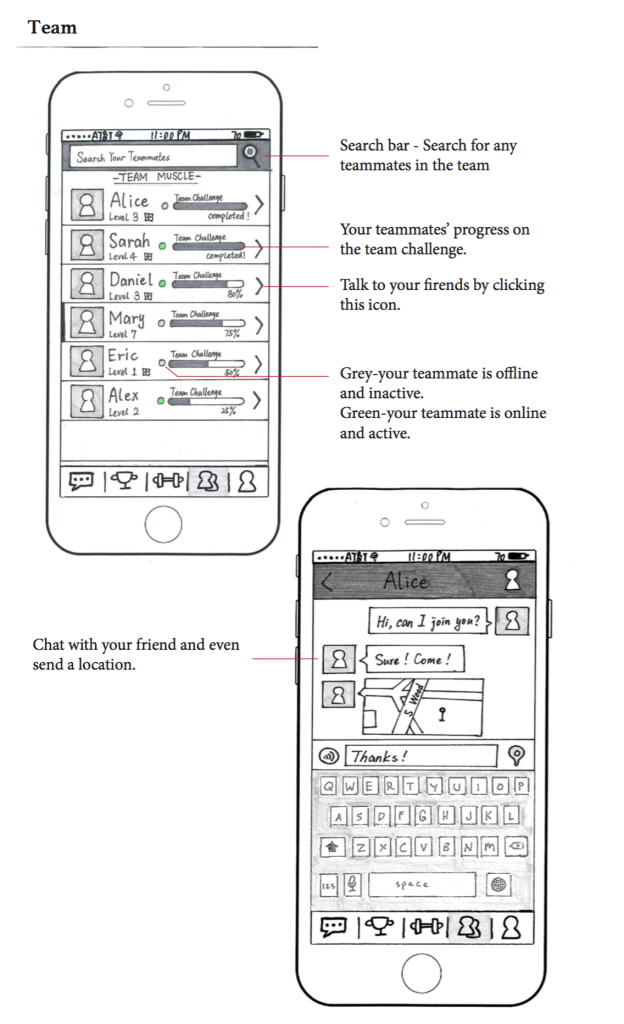 Team
AT&T 11:00 PM 70
Search Your Teammates
-TEAM MUSCLE-
Alice
Level 3
Team Challenge
completed!
Sarah
Level 4
Team Challenge
completed!
Daniel
Level 3
Team Challenge
80%
Mary
Level 7
Team Challenge
75%
Eric
Level 1
Team Challenge
50%
Alex
Level 2
Team Challenge
25%
Search bar - Search for any
teammates in the team
Your teammates' progress on
the team challenge.
Talk to your firends by clicking
this icon.
Grey-your teammate is offline
and inactive.
Green-your teammate is online
and active.
Chat with your friend and even
send a location.
AT&T 11:00 PM 70
Alice
Hi, can I join you?
Sure! Come!
S Wood
Thanks!
Q W E R T Y U I O P
A S D F G H J K L
Z X C V B N M
123 space